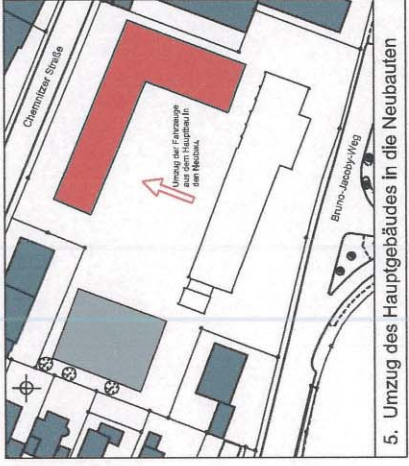 Chemnitzer Straße
Umzug der Fahrzeuge
aus dem Hauptbau in
den Neubau.
Bruno-Jacoby-Weg
5. Umzug des Hauptgebäudes in die Neubauten